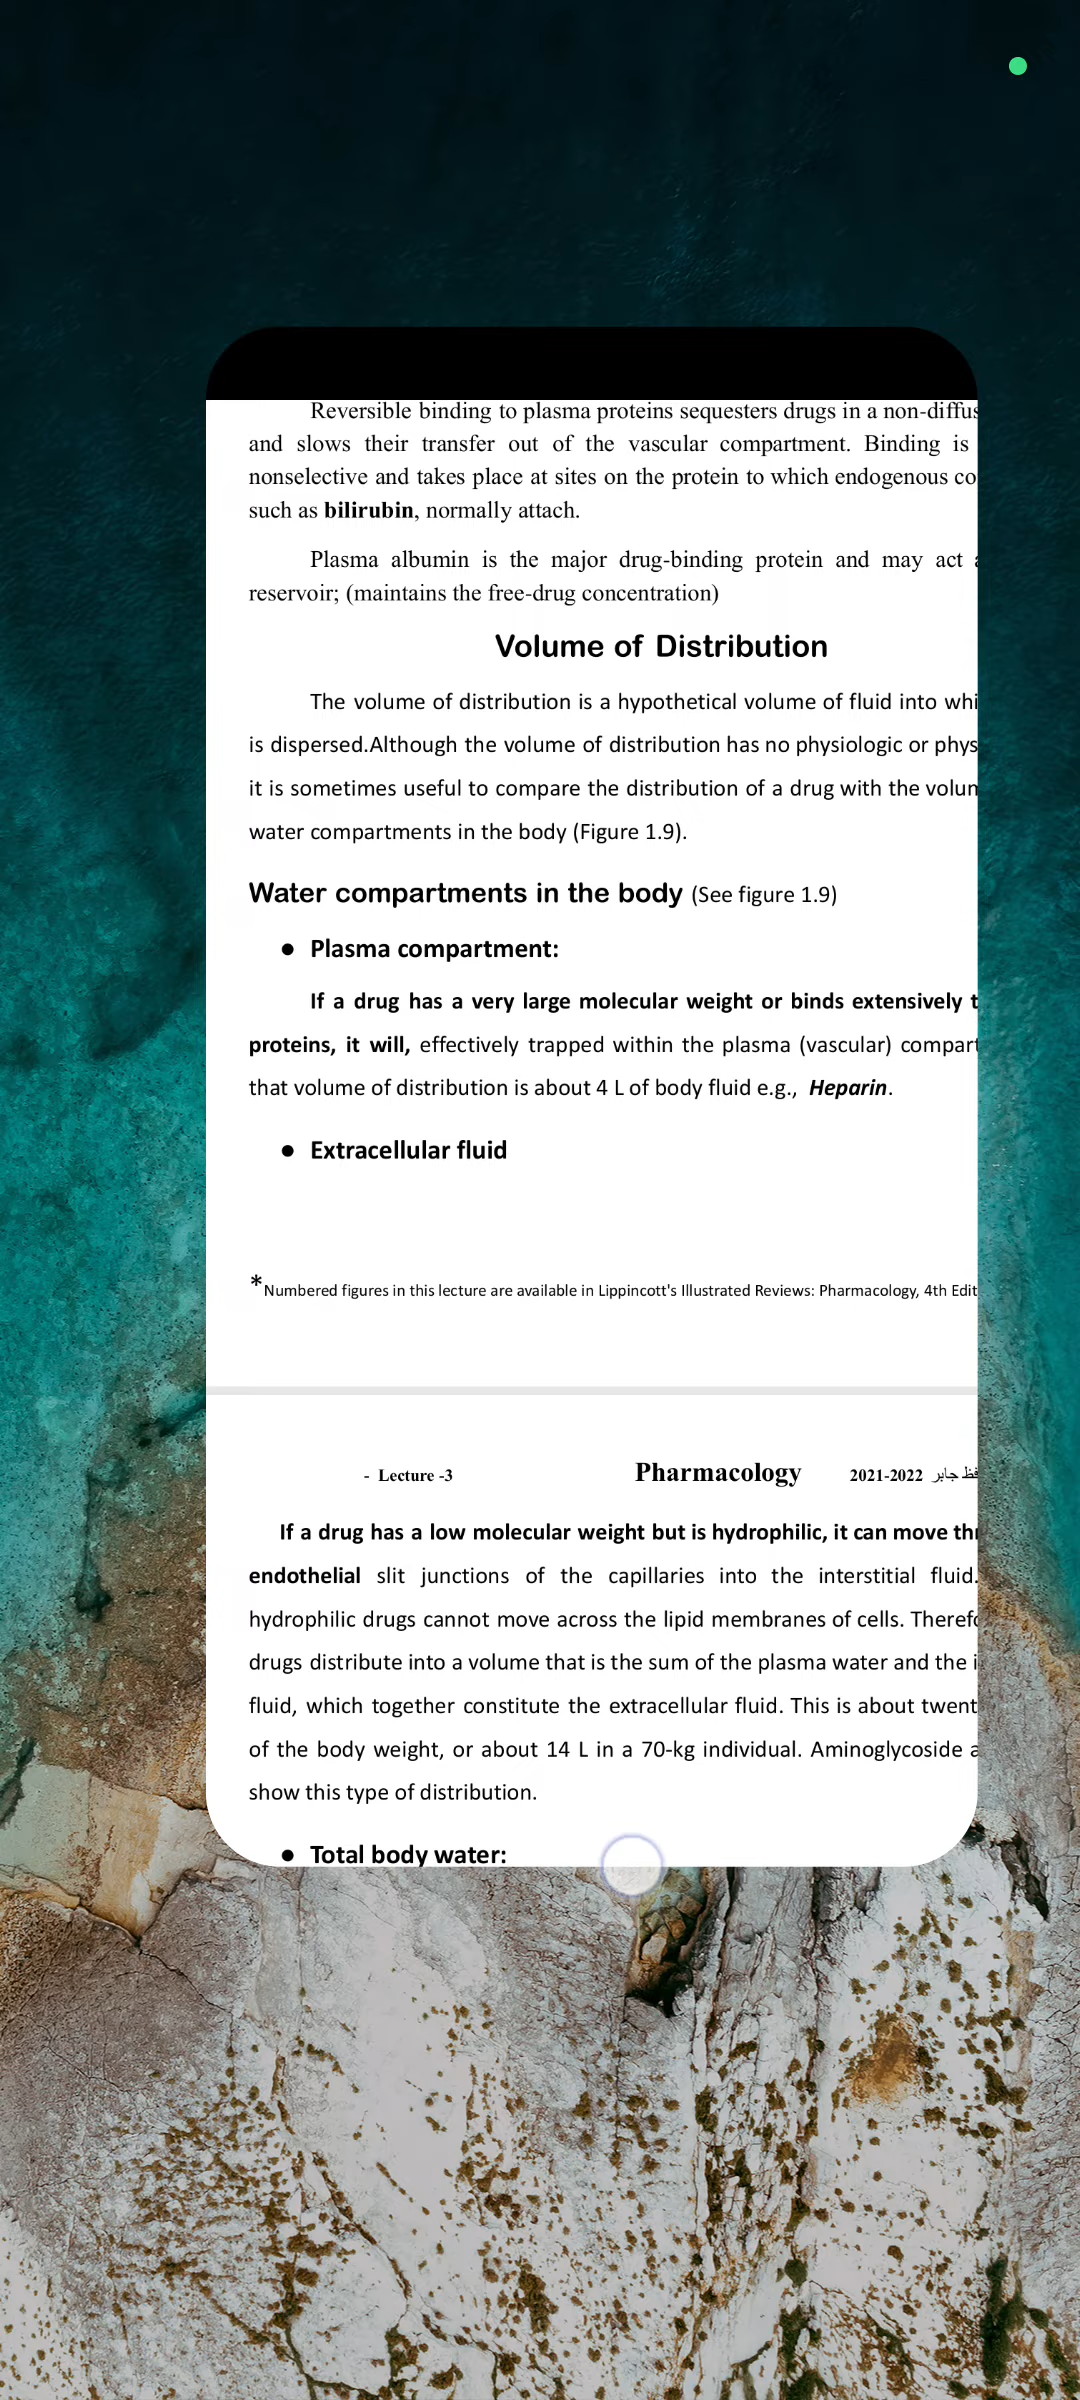 Reversible binding to plasma proteins sequesters drugs in a
and slows their transfer out of the vascular compartment. Binding is
nonselective and takes place at sites on the protein to which endogenous
such as bilirubin, normally attach.
Plasma albumin is the major drug-binding protein and may act
reservoir; (maintains the free-drug concentration)
Volume of Distribution
The volume of distribution is a hypothetical volume of fluid into
is dispersed.Although the volume of distribution has no physiologic or
it is sometimes useful to compare the distribution of a drug with the
water compartments in the body (Figure 1.9).
Water compartments in the body (See figure 1.9)
● Plasma compartment:
If a drug has a very large molecular weight or binds extensively
proteins, it will, effectively trapped within the plasma (vascular)
that volume of distribution is about 4 L of body fluid e.g., Heparin.
● Extracellular fluid
*Numbered figures in this lecture are available in Lippincott's Illustrated Reviews: Pharmacology, 4th
- Lecture -3 Pharmacology 2021-2022 جابر
If a drug has a low molecular weight but is hydrophilic, it can move
endothelial slit junctions of the capillaries into the interstitial fluid.
hydrophilic drugs cannot move across the lipid membranes of cells.
drugs distribute into a volume that is the sum of the plasma water and the
fluid, which together constitute the extracellular fluid. This is about
of the body weight, or about 14 L in a 70-kg individual. Aminoglycoside
show this type of distribution.
● Total body water: